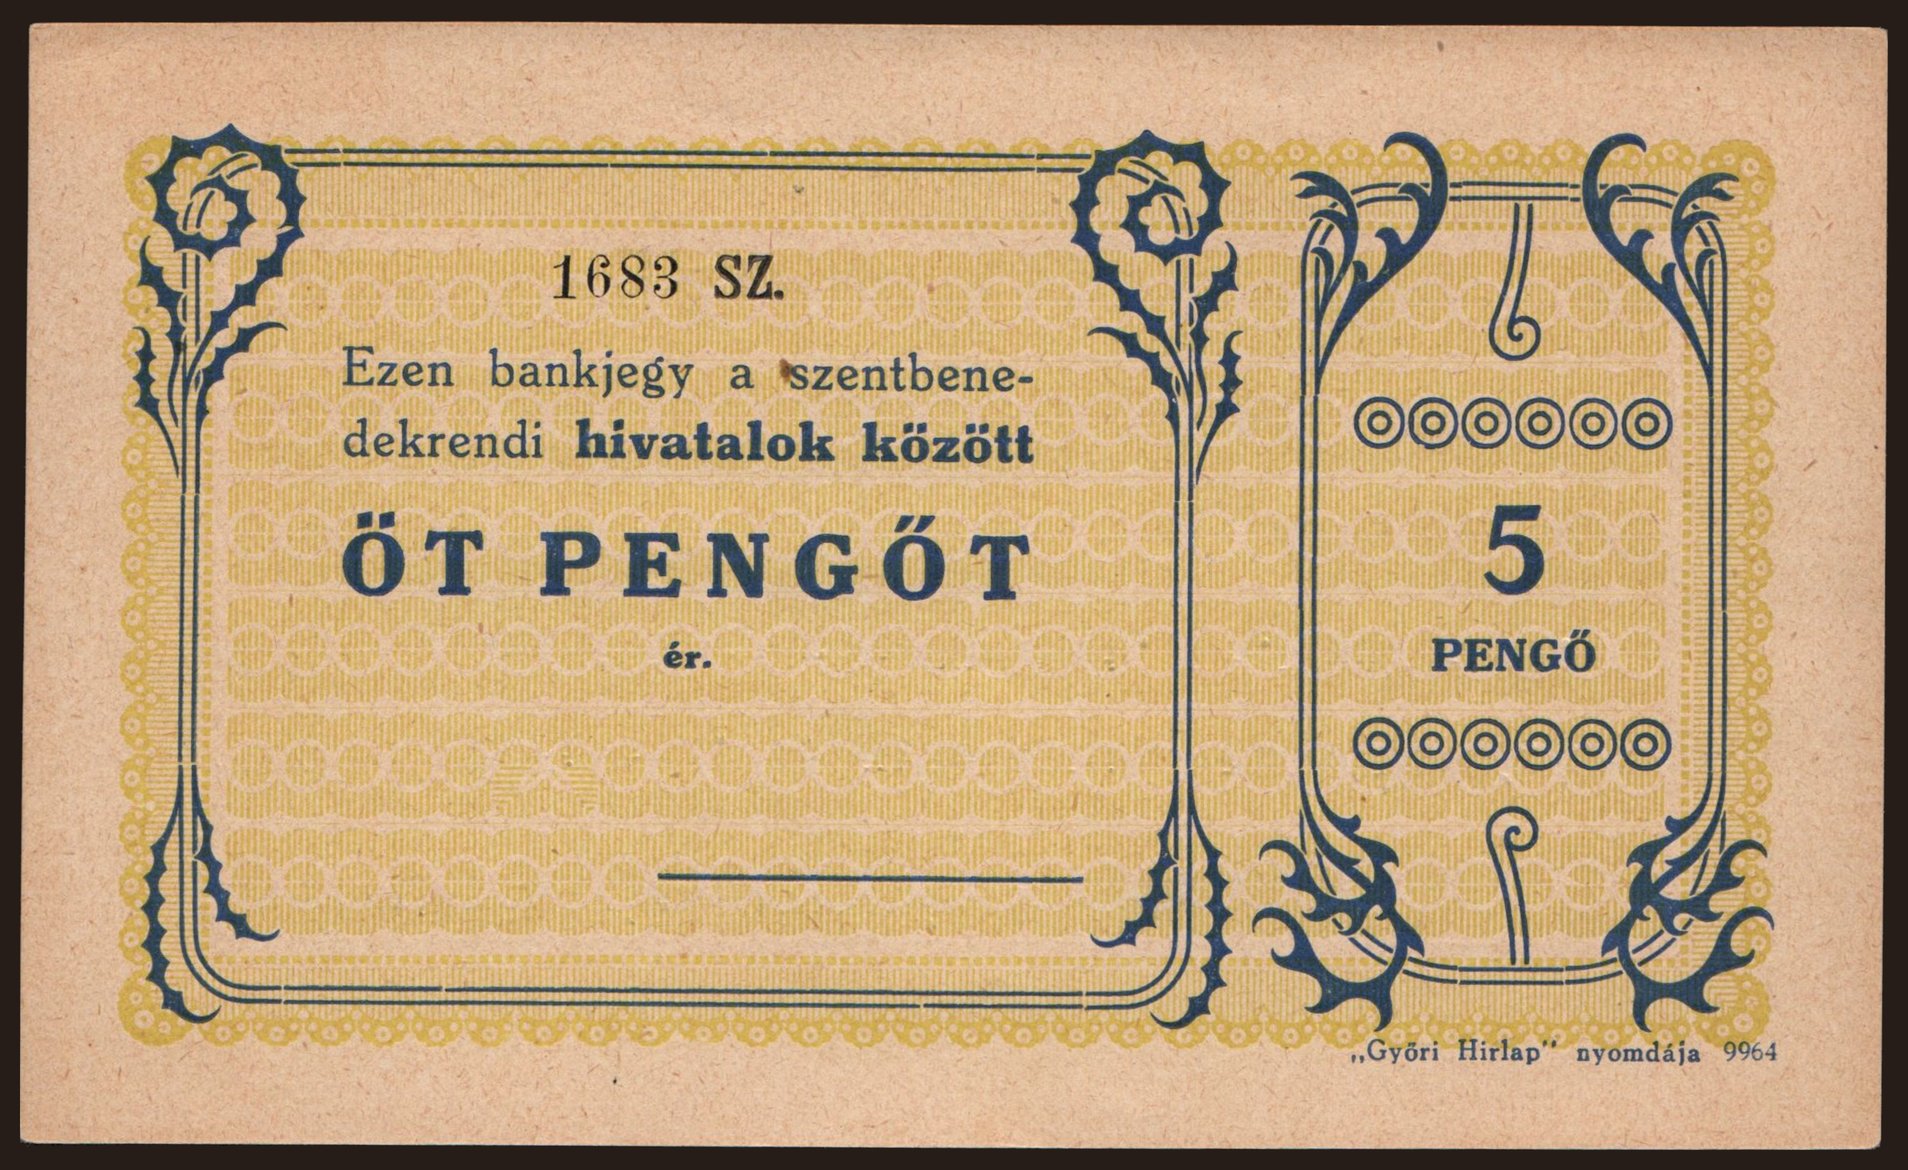 1683 SZ.
Ezen bankjegy a szentbene-
dekrendi hivatalok között
ÖT PENGŐT
ér.
5
PENGŐ
„Győri Hirlap” nyomdája 9964